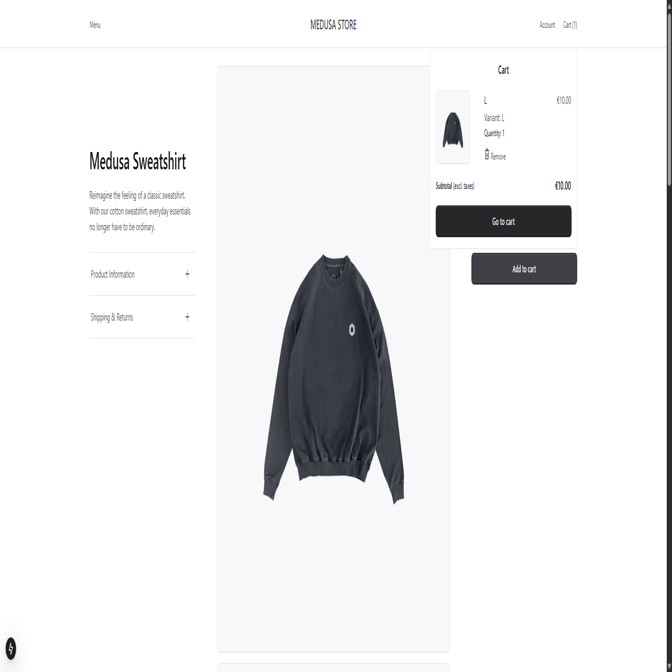 Menu
MEDUSA STORE
Account
Cart (1)
Cart
L
€10.00
Variant: L
Quantity: 1
Remove
Subtotal (excl. taxes)
€10.00
Go to cart
Add to cart
Medusa Sweatshirt
Reimagine the feeling of a classic sweatshirt.
With our cotton sweatshirt, everyday essentials
no longer have to be ordinary.
Product Information
Shipping & Returns